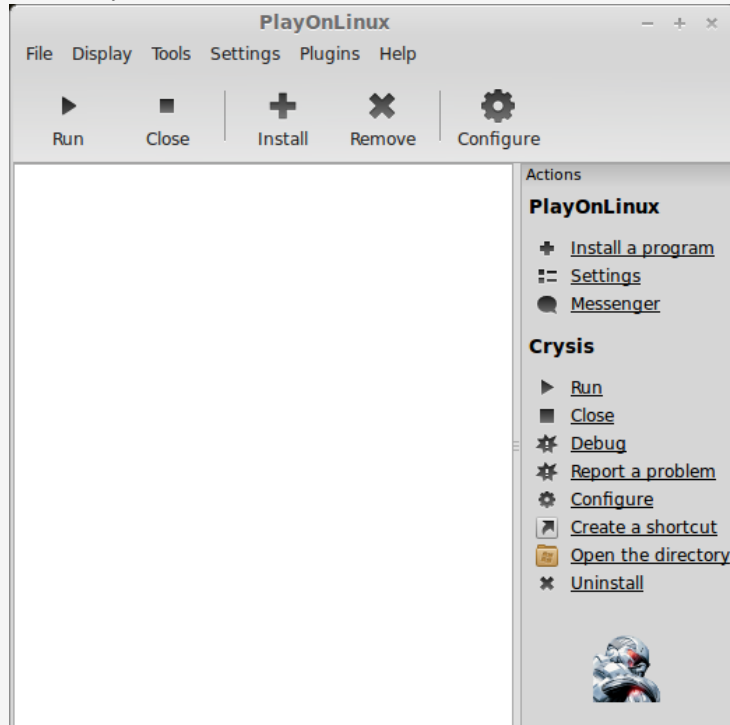 PlayOnLinux
File Display Tools Settings Plugins Help
Run Close Install Remove Configure
Actions
PlayOnLinux
Install a program
Settings
Messenger
Crysis
Run
Close
Debug
Report a problem
Configure
Create a shortcut
Open the directory
Uninstall